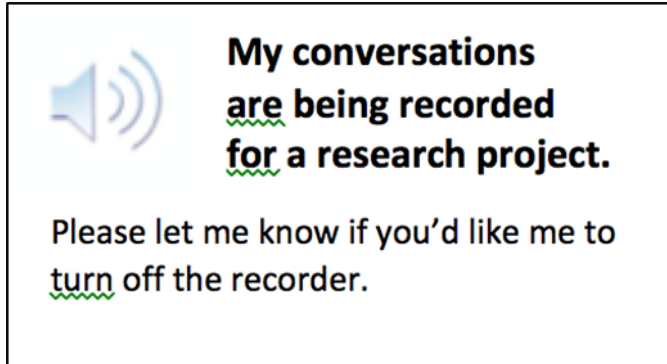 My conversations
are being recorded
for a research project.
Please let me know if you’d like me to
turn off the recorder.